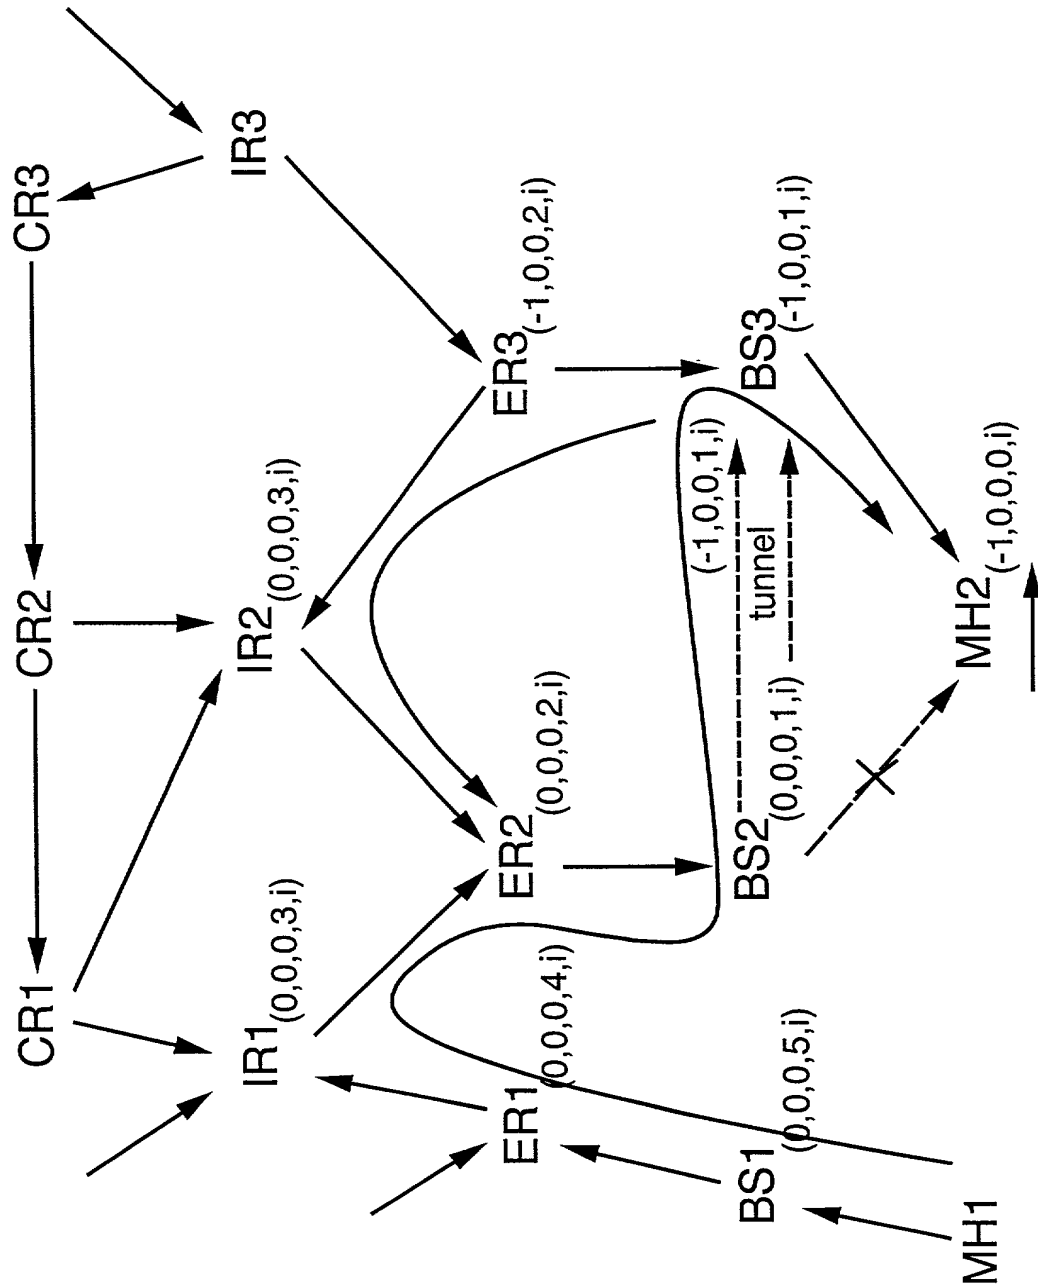 CR1
CR2
CR3
IR1(0,0,0,3,i)
IR2(0,0,0,3,i)
IR3
ER1(0,0,0,4,i)
ER2(0,0,0,2,i)
ER3(-1,0,0,2,i)
(-1,0,0,1,i)
tunnel
BS1(0,0,0,5,i)
BS2(0,0,0,1,i)
BS3(-1,0,0,1,i)
MH1
MH2(-1,0,0,0,i)